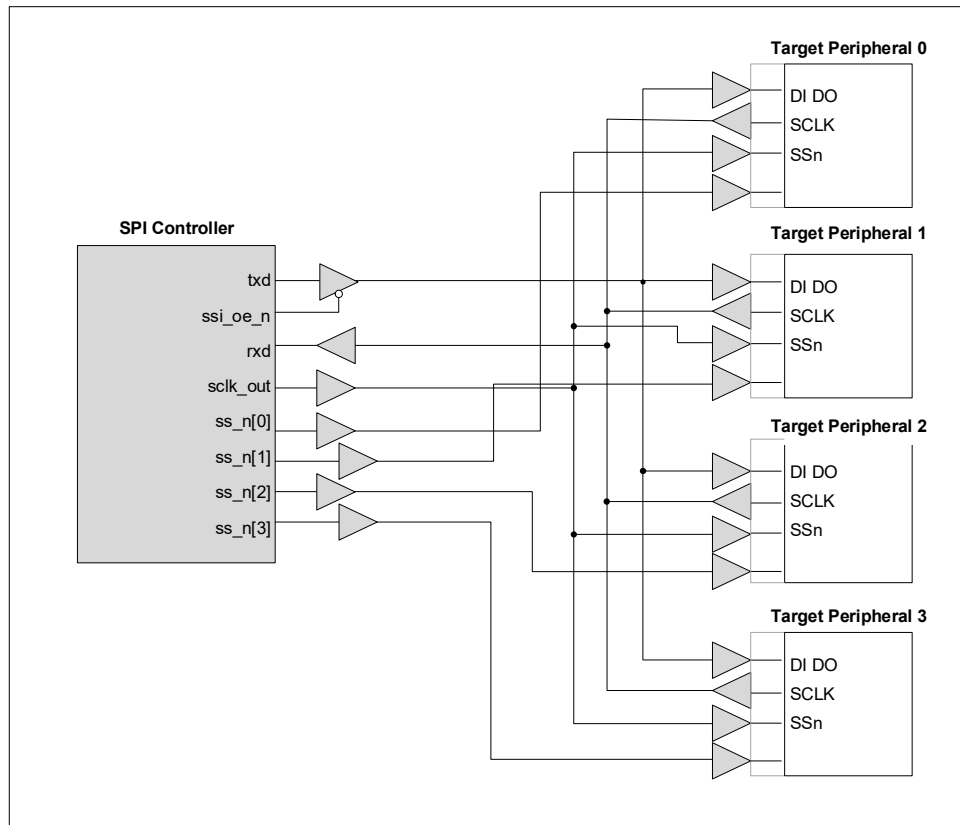 Target Peripheral 0
DI DO
SCLK
SSn
SPI Controller
txd
ssi_oe_n
rxd
sclk_out
ss_n[0]
ss_n[1]
ss_n[2]
ss_n[3]
Target Peripheral 1
DI DO
SCLK
SSn
Target Peripheral 2
DI DO
SCLK
SSn
Target Peripheral 3
DI DO
SCLK
SSn